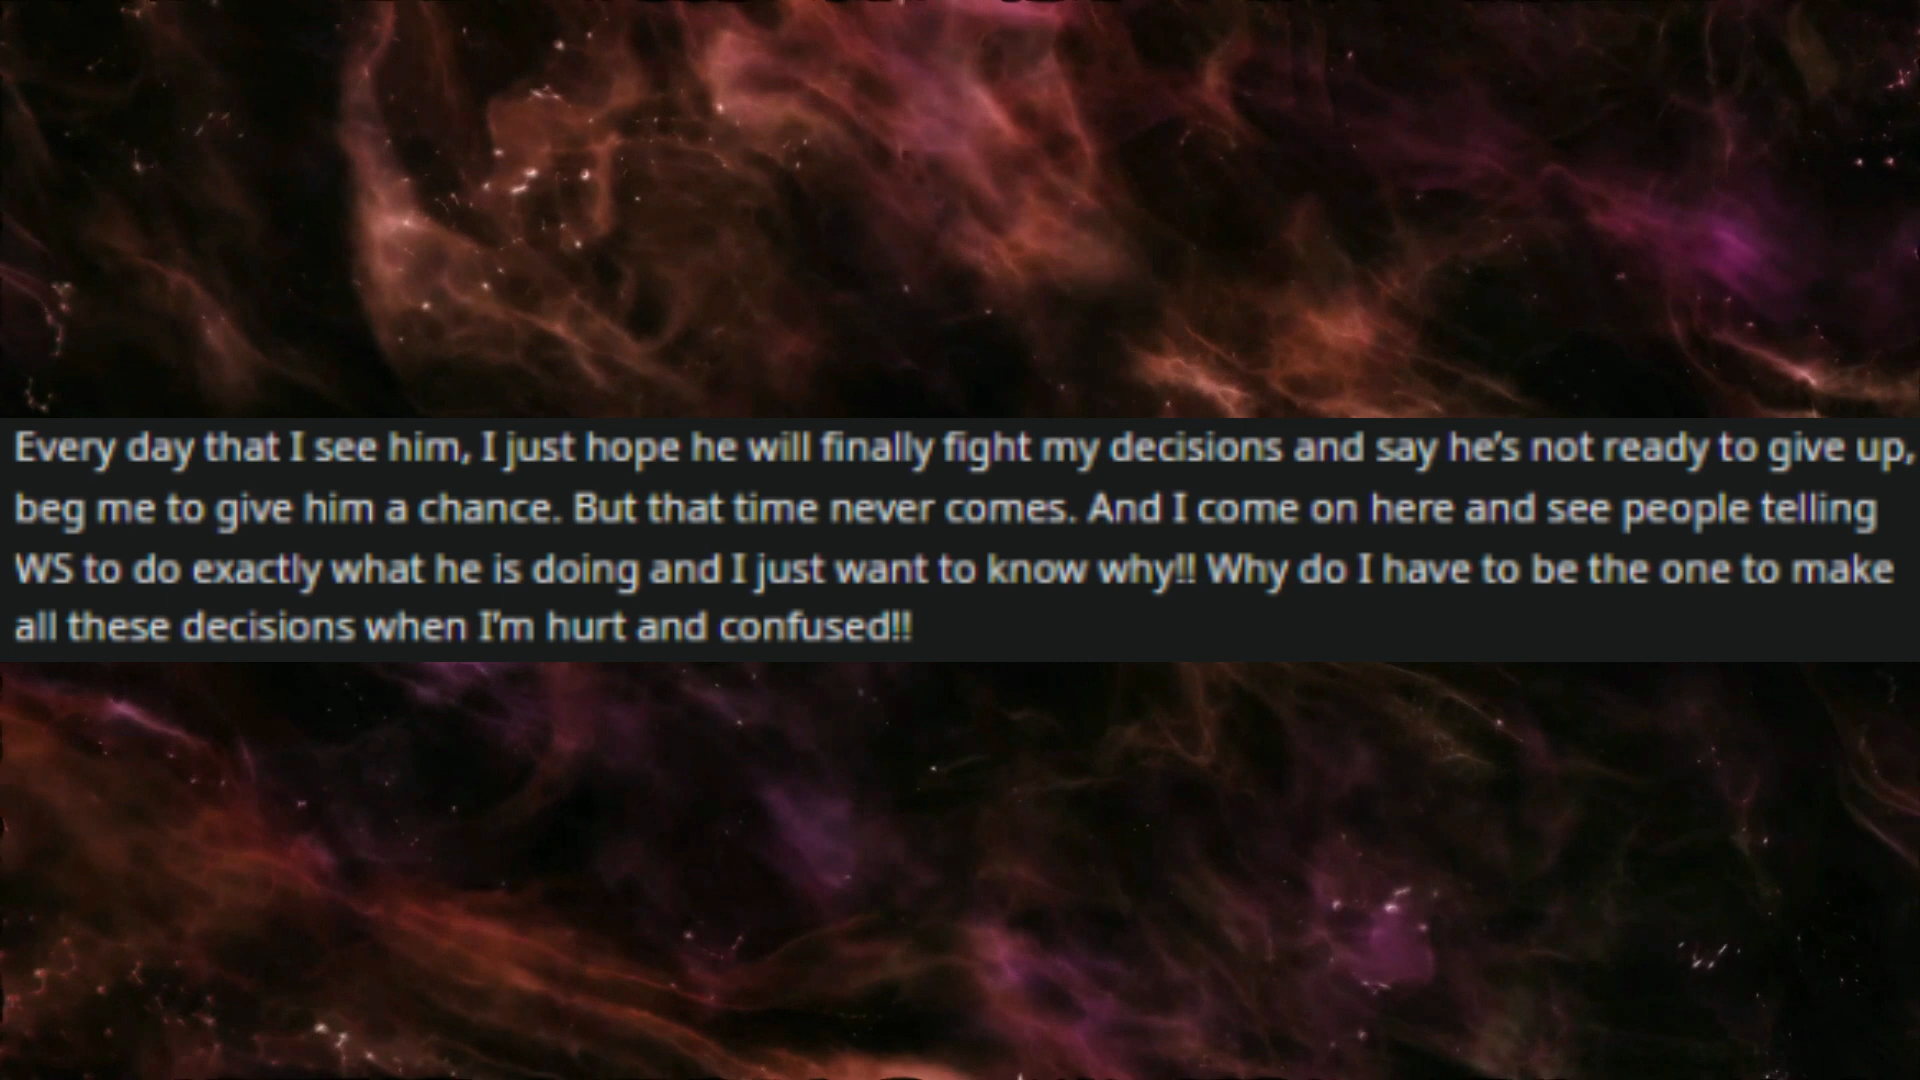 Every day that I see him, I just hope he will finally fight my decisions and say he’s not ready to give up,
beg me to give him a chance. But that time never comes. And I come on here and see people telling
WS to do exactly what he is doing and I just want to know why!! Why do I have to be the one to make
all these decisions when I’m hurt and confused!!